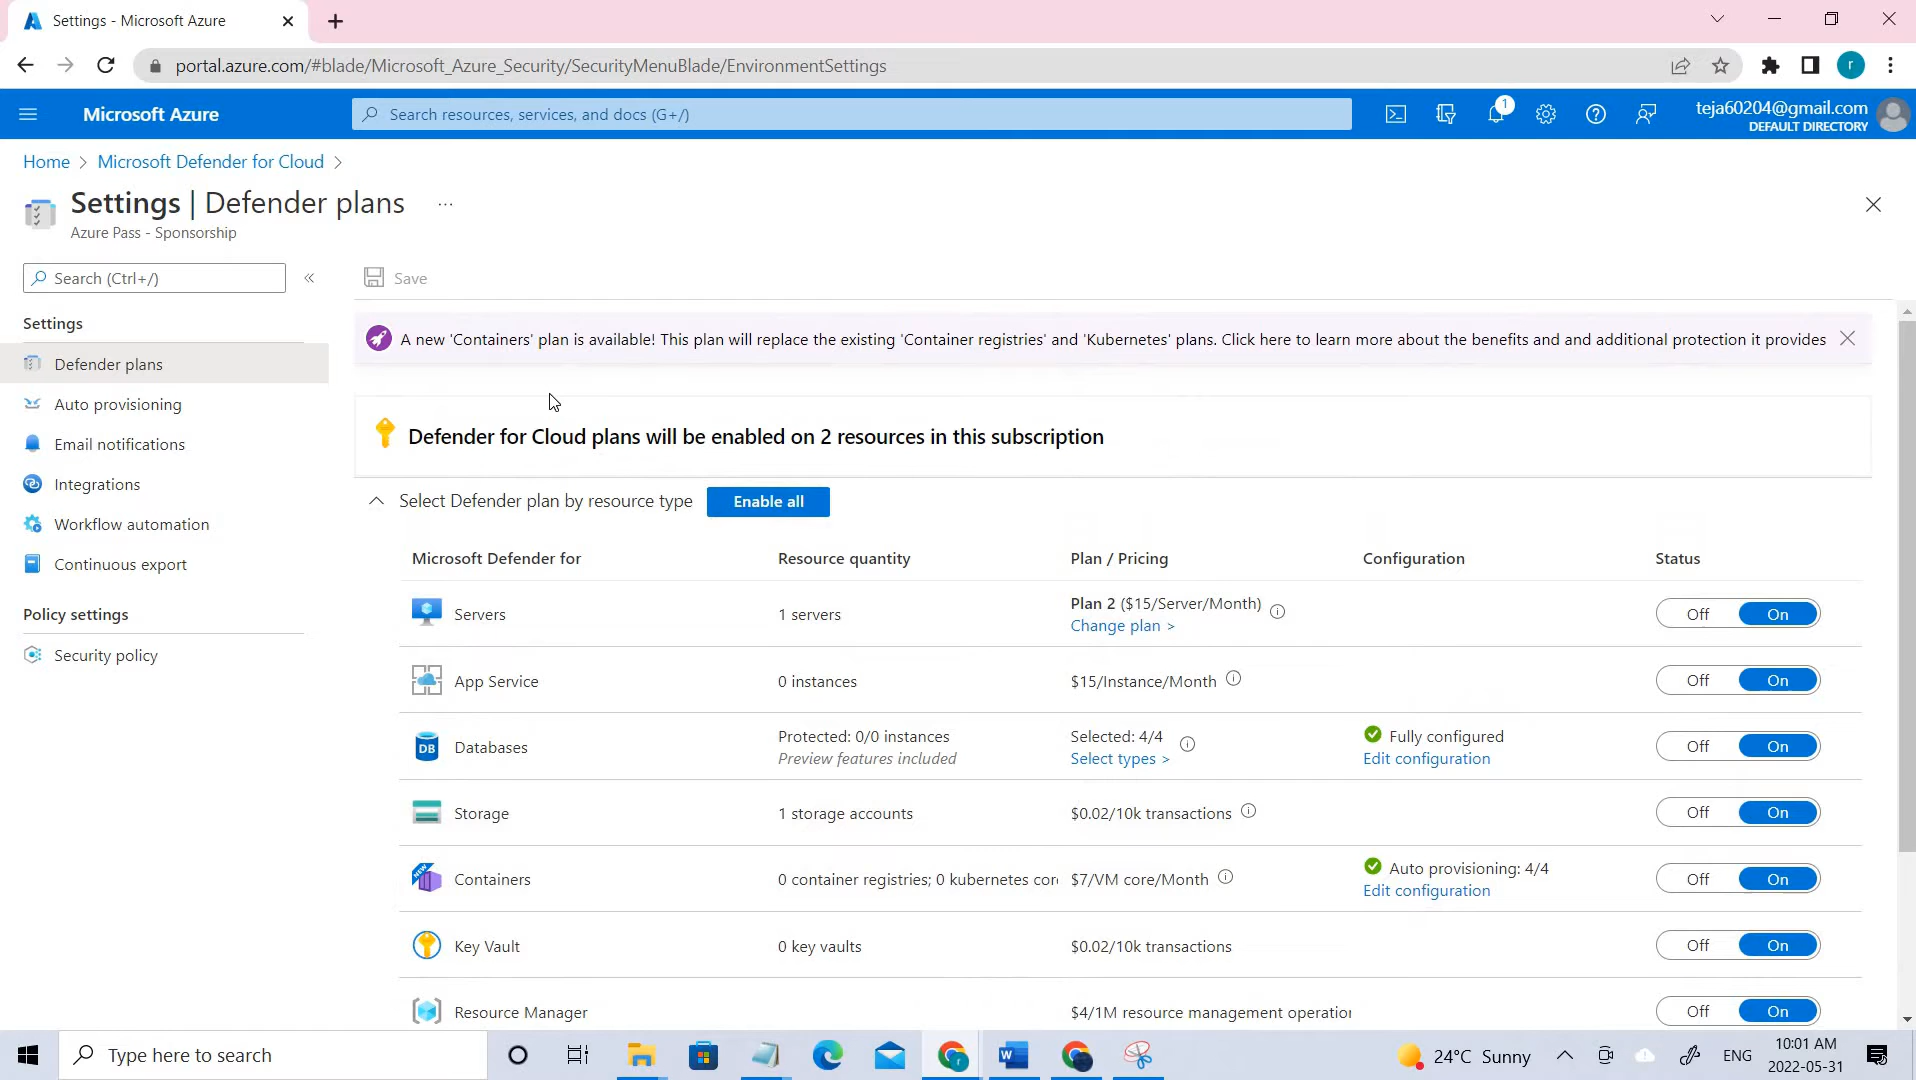 Settings - Microsoft Azure
portal.azure.com/#blade/Microsoft_Azure_Security/SecurityMenuBlade/EnvironmentSettings
r
Microsoft Azure
Search resources, services, and docs (G+/)
1
teja60204@gmail.com
DEFAULT DIRECTORY
Home > Microsoft Defender for Cloud >
Settings | Defender plans ...
Azure Pass - Sponsorship
Search (Ctrl+/)
«
Save
Settings
Defender plans
Auto provisioning
Email notifications
Integrations
Workflow automation
Continuous export
Policy settings
Security policy
A new 'Containers' plan is available! This plan will replace the existing 'Container registries' and 'Kubernetes' plans. Click here to learn more about the benefits and and additional protection it provides
Defender for Cloud plans will be enabled on 2 resources in this subscription
Select Defender plan by resource type Enable all
Microsoft Defender for Resource quantity Plan / Pricing Configuration Status
Servers 1 servers Plan 2 ($15/Server/Month) Off On
Change plan >
App Service 0 instances $15/Instance/Month Off On
Databases Protected: 0/0 instances Selected: 4/4 Fully configured Off On
DB
Preview features included Select types > Edit configuration
Storage 1 storage accounts $0.02/10k transactions Off On
NEW
Containers 0 container registries; 0 kubernetes core $7/VM core/Month Auto provisioning: 4/4 Off On
Edit configuration
Key Vault 0 key vaults $0.02/10k transactions Off On
Resource Manager $4/1M resource management operation Off On
Type here to search
24°C Sunny
ENG
10:01 AM
2022-05-31